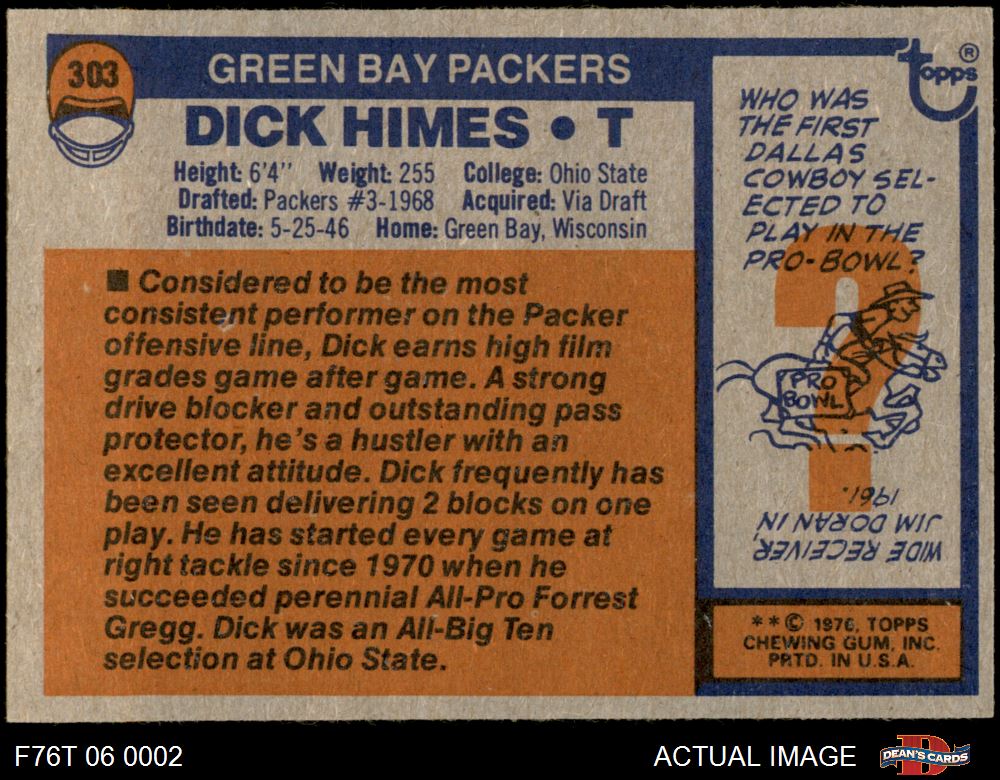 303
GREEN BAY PACKERS
DICK HIMES • T
Height: 6'4'' Weight: 255 College: Ohio State
Drafted: Packers #3-1968 Acquired: Via Draft
Birthdate: 5-25-46 Home: Green Bay, Wisconsin
■ Considered to be the most
consistent performer on the Packer
offensive line, Dick earns high film
grades game after game. A strong
drive blocker and outstanding pass
protector, he's a hustler with an
excellent attitude. Dick frequently has
been seen delivering 2 blocks on one
play. He has started every game at
right tackle since 1970 when he
succeeded perennial All-Pro Forrest
Gregg. Dick was an All-Big Ten
selection at Ohio State.
topps ®
WHO WAS
THE FIRST
DALLAS
COWBOY SEL-
ECTED TO
PLAY IN THE
PRO-BOWL?
?
PRO
BOWL
WIDE RECEIVER
JIM DORAN IN
1961.
** © 1976, TOPPS
CHEWING GUM, INC.
PRTD. IN U.S.A.
F76T 06 0002
ACTUAL IMAGE
DEAN'S CARDS